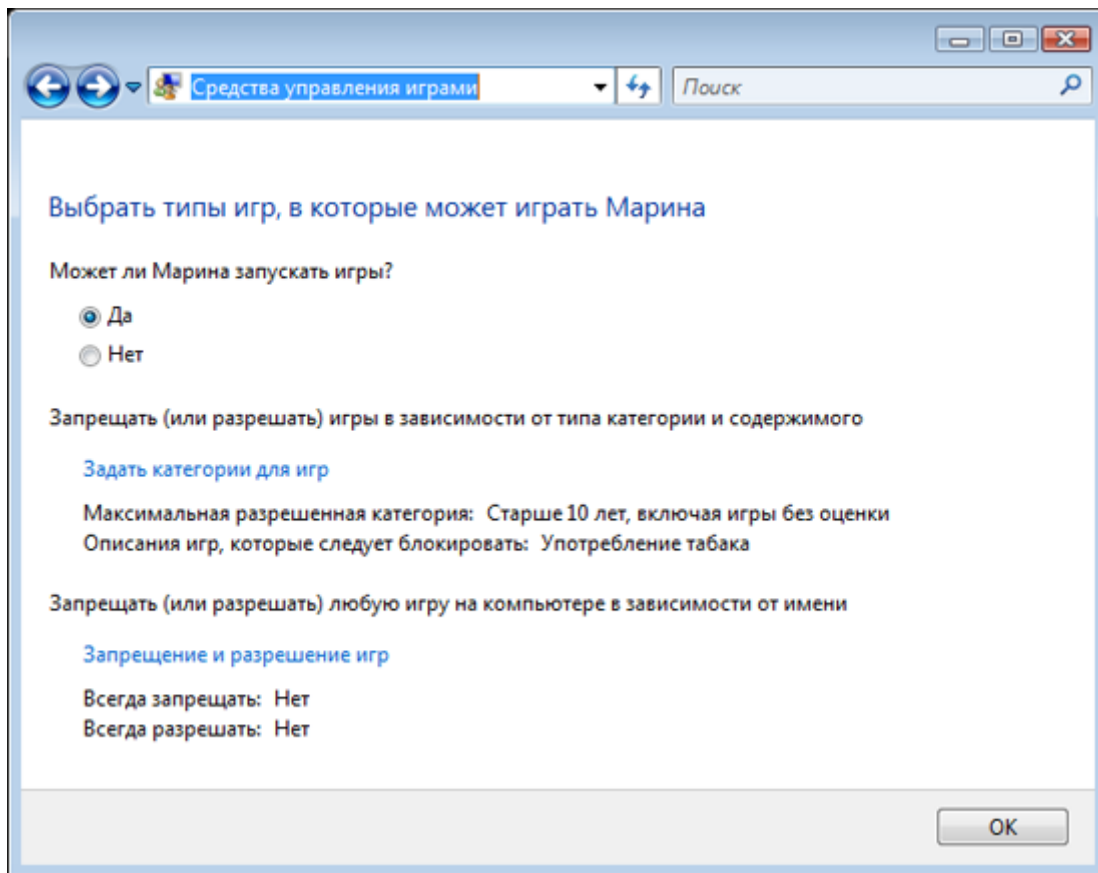 Средства управления играми
Поиск
Выбрать типы игр, в которые может играть Марина
Может ли Марина запускать игры?
Да
Нет
Запрещать (или разрешать) игры в зависимости от типа категории и содержимого
Задать категории для игр
Максимальная разрешенная категория: Старше 10 лет, включая игры без оценки
Описания игр, которые следует блокировать: Употребление табака
Запрещать (или разрешать) любую игру на компьютере в зависимости от имени
Запрещение и разрешение игр
Всегда запрещать: Нет
Всегда разрешать: Нет
ОК